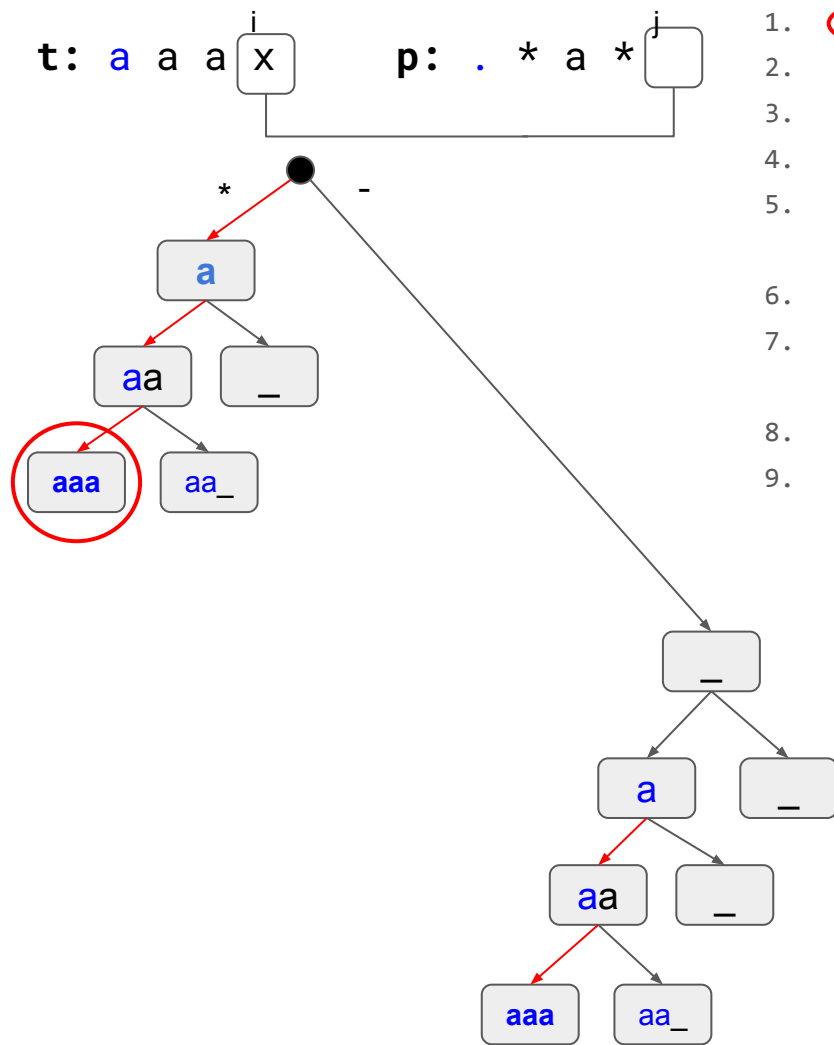 i j
t: a a a x p: . * a *
* -
a
aa _
aaa aa_
_
a _
aa _
aaa aa_
1.
2.
3.
4.
5.
6.
7.
8.
9.